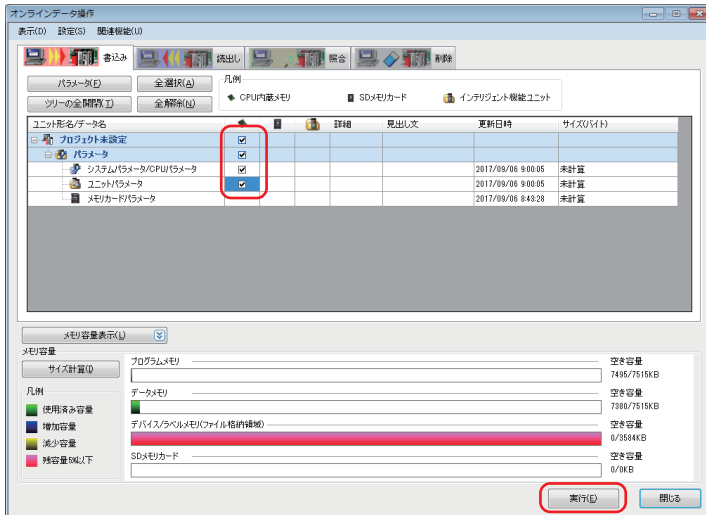 オンラインデータ操作
表示(D) 設定(S) 関連機能(U)
書込み 読出し 照合 削除
パラメータ(F) 全選択(A) 凡例
ツリーの全開閉(T) 全解除(N) CPU内蔵メモリ SDメモリカード インテリジェント機能ユニット
ユニット形名/データ名 詳細 見出し文 更新日時 サイズ(バイト)
プロジェクト未設定
パラメータ
システムパラメータ/CPUパラメータ 2017/09/06 9:00:05 未計算
ユニットパラメータ 2017/09/06 9:00:05 未計算
メモリカードパラメータ 2017/09/06 8:43:28 未計算
メモリ容量表示(L)
メモリ容量
サイズ計算(I)
凡例
使用済み容量
増加容量
減少容量
残容量5%以下
プログラムメモリ 空き容量
7495/7515KB
データメモリ 空き容量
7380/7515KB
デバイス/ラベルメモリ(ファイル格納領域) 空き容量
0/3584KB
SDメモリカード 空き容量
0/0KB
実行(E) 閉じる